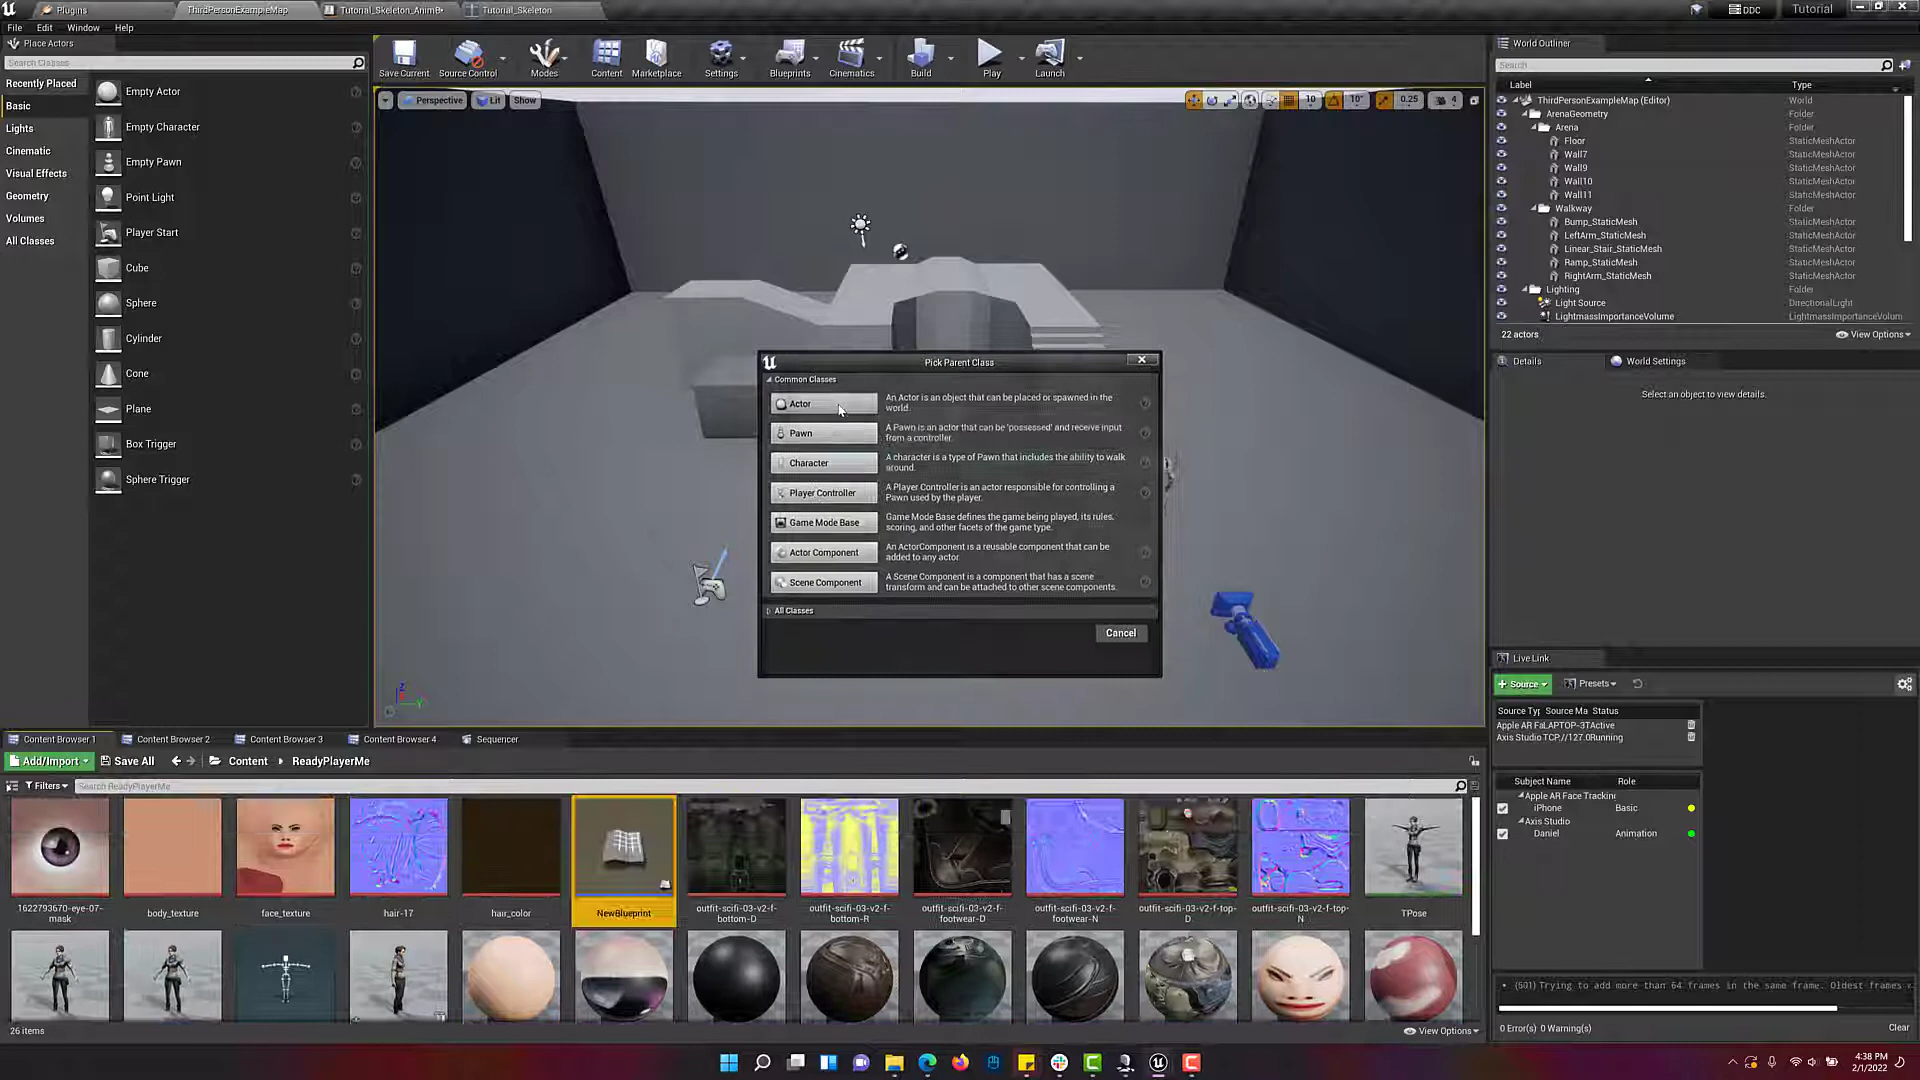 Plugins
ThirdPersonExampleMap
Tutorial_Skeleton_AnimB•
Tutorial_Skeleton
DDC
Tutorial
File Edit Window Help
Place Actors
Search Classes
Recently Placed
Basic
Lights
Cinematic
Visual Effects
Geometry
Volumes
All Classes
Empty Actor
Empty Character
Empty Pawn
Point Light
Player Start
Cube
Sphere
Cylinder
Cone
Plane
Box Trigger
Sphere Trigger
Save Current
Source Control
Modes
Content
Marketplace
Settings
Blueprints
Cinematics
Build
Play
Launch
Perspective
Lit
Show
10
10°
0.25
4
Pick Parent Class
Common Classes
Actor
An Actor is an object that can be placed or spawned in the
world.
Pawn
A Pawn is an actor that can be 'possessed' and receive input
from a controller.
Character
A character is a type of Pawn that includes the ability to walk
around.
Player Controller
A Player Controller is an actor responsible for controlling a
Pawn used by the player.
Game Mode Base
Game Mode Base defines the game being played, its rules,
scoring, and other facets of the game type.
Actor Component
An ActorComponent is a reusable component that can be
added to any actor.
Scene Component
A Scene Component is a component that has a scene
transform and can be attached to other scene components.
All Classes
Cancel
World Outliner
Search
Label Type
ThirdPersonExampleMap (Editor) World
ArenaGeometry Folder
Arena Folder
Floor StaticMeshActor
Wall7 StaticMeshActor
Wall9 StaticMeshActor
Wall10 StaticMeshActor
Wall11 StaticMeshActor
Walkway Folder
Bump_StaticMesh StaticMeshActor
LeftArm_StaticMesh StaticMeshActor
Linear_Stair_StaticMesh StaticMeshActor
Ramp_StaticMesh StaticMeshActor
RightArm_StaticMesh StaticMeshActor
Lighting Folder
Light Source DirectionalLight
LightmassImportanceVolume LightmassImportanceVolum
22 actors
View Options
Details
World Settings
Select an object to view details.
Live Link
+ Source
Presets
Source Ty Source Ma Status
Apple AR FaLAPTOP-3TActive
Axis Studio TCP//127.0Running
Subject Name Role
Apple AR Face Trackin
iPhone Basic
Axis Studio
Daniel Animation
(501) Trying to add more than 64 frames in the same frame. Oldest frames
0 Error(s) 0 Warning(s)
Clear
Content Browser 1
Content Browser 2
Content Browser 3
Content Browser 4
Sequencer
Add/Import
Save All
Content
ReadyPlayerMe
Filters
Search ReadyPlayerMe
1622793670-eye-07-
mask
body_texture
face_texture
hair-17
hair_color
NewBlueprint
outfit-scifi-03-v2-f-
bottom-D
outfit-scifi-03-v2-f-
bottom-R
outfit-scifi-03-v2-f-
footwear-D
outfit-scifi-03-v2-f-
footwear-N
outfit-scifi-03-v2-f-top-
D
outfit-scifi-03-v2-f-top-
N
TPose
26 items
View Options
4:38 PM
2/1/2022